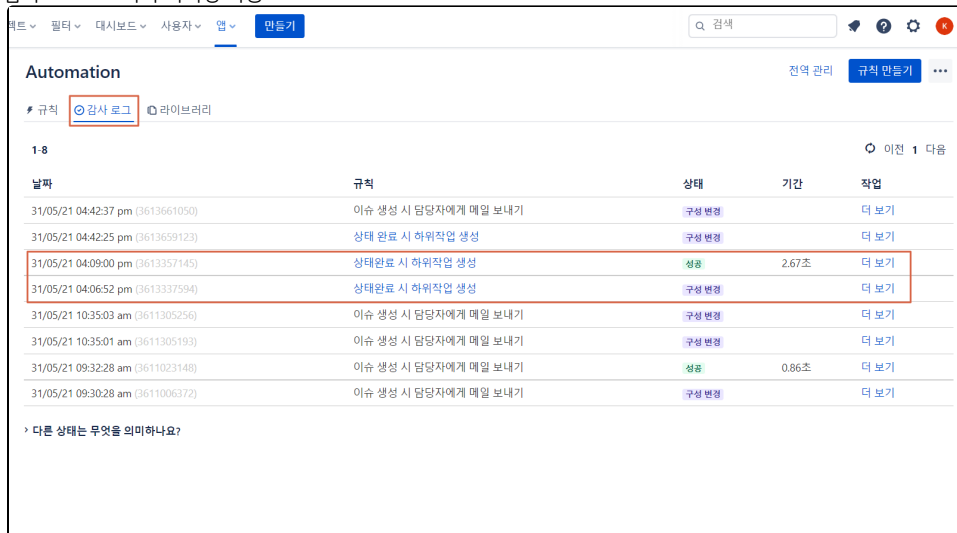 젝트 필터 대시보드 사용자 앱 만들기 검색 K
Automation 전역 관리 규칙 만들기
규칙 감사 로그 라이브러리
1-8 이전 1 다음
날짜 규칙 상태 기간 작업
31/05/21 04:42:37 pm (3613661050) 이슈 생성 시 담당자에게 메일 보내기 구성 변경 더 보기
31/05/21 04:42:25 pm (3613659123) 상태 완료 시 하위작업 생성 구성 변경 더 보기
31/05/21 04:09:00 pm (3613357145) 상태완료 시 하위작업 생성 성공 2.67초 더 보기
31/05/21 04:06:52 pm (3613337594) 상태완료 시 하위작업 생성 구성 변경 더 보기
31/05/21 10:35:03 am (3611305256) 이슈 생성 시 담당자에게 메일 보내기 구성 변경 더 보기
31/05/21 10:35:01 am (3611305193) 이슈 생성 시 담당자에게 메일 보내기 구성 변경 더 보기
31/05/21 09:32:28 am (3611023148) 이슈 생성 시 담당자에게 메일 보내기 성공 0.86초 더 보기
31/05/21 09:30:28 am (3611006372) 이슈 생성 시 담당자에게 메일 보내기 구성 변경 더 보기
다른 상태는 무엇을 의미하나요?